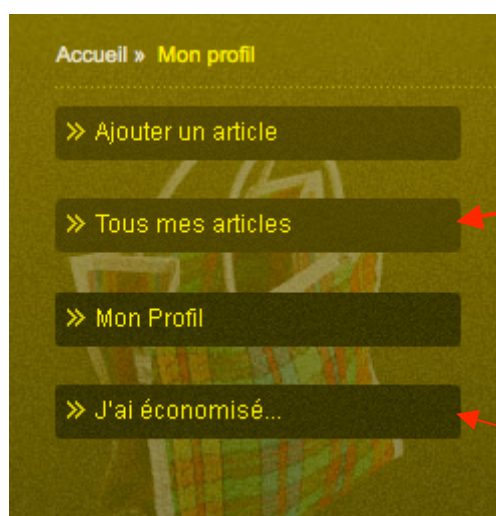 Accueil » Mon profil
» Ajouter un article
» Tous mes articles
» Mon Profil
» J'ai économisé...